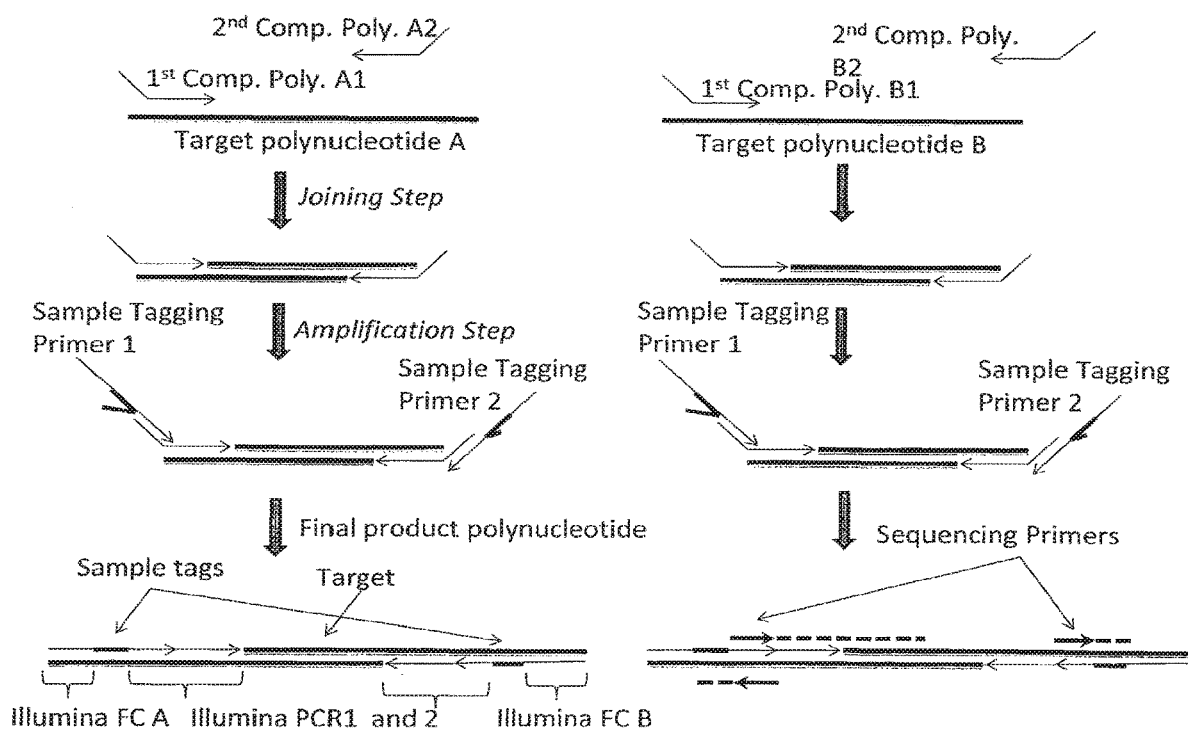 2nd Comp. Poly. A2
1st Comp. Poly. A1
Target polynucleotide A
2nd Comp. Poly.
B2
1st Comp. Poly. B1
Target polynucleotide B
Joining Step
Sample Tagging
Primer 1
Amplification Step
Sample Tagging
Primer 2
Sample Tagging
Primer 1
Sample Tagging
Primer 2
Final product polynucleotide
Sample tags
Target
Sequencing Primers
Illumina FC A
Illumina PCR1 and 2
Illumina FC B